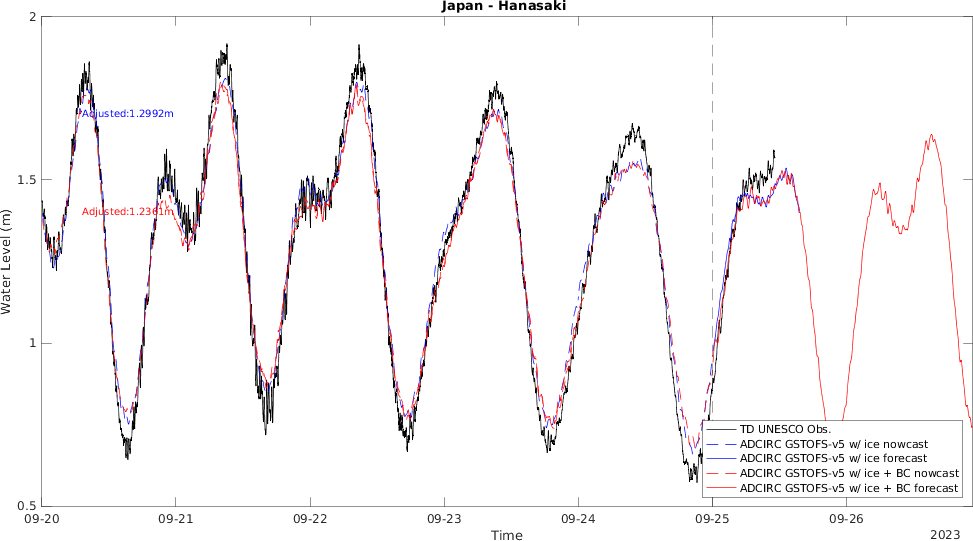 Japan - Hanasaki
2
1.5
1
0.5
Water Level (m)
Adjusted:1.2992m
Adjusted:1.2361m
TD UNESCO Obs.
ADCIRC GSTOFS-v5 w/ ice nowcast
ADCIRC GSTOFS-v5 w/ ice forecast
ADCIRC GSTOFS-v5 w/ ice + BC nowcast
ADCIRC GSTOFS-v5 w/ ice + BC forecast
09-20 09-21 09-22 09-23 09-24 09-25 09-26
Time
2023